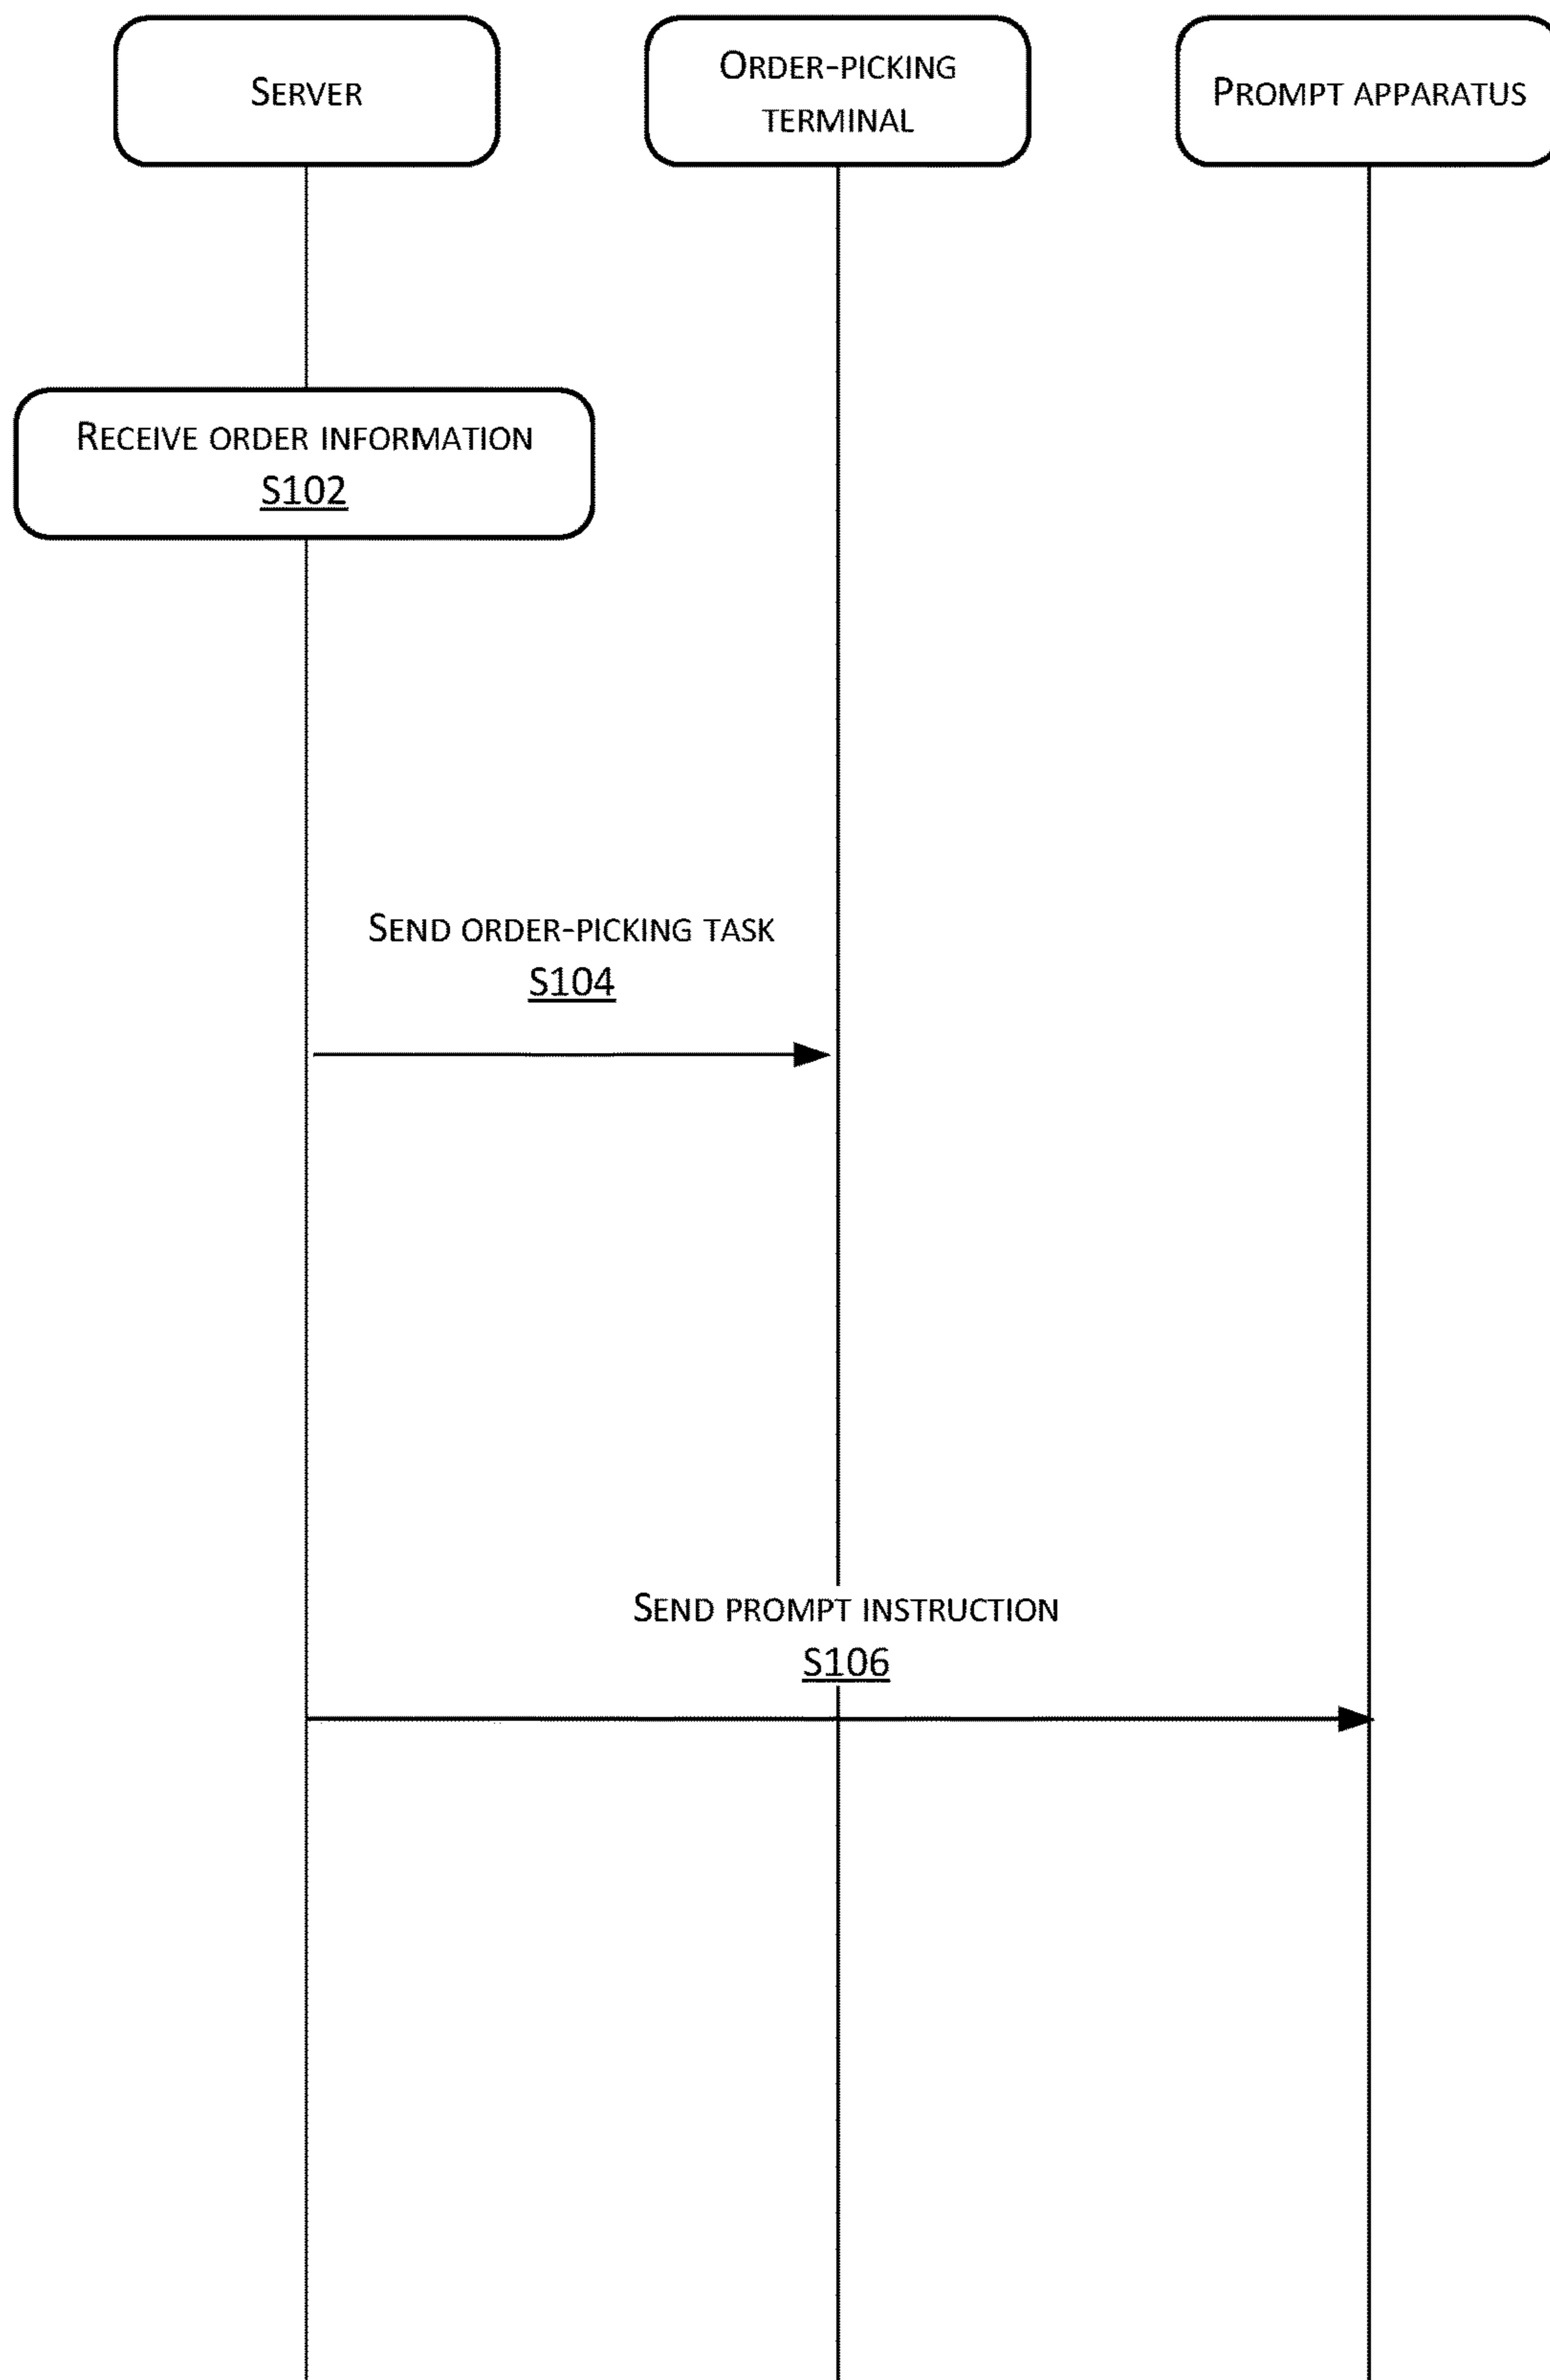 SERVER
ORDER-PICKING
TERMINAL
PROMPT APPARATUS
RECEIVE ORDER INFORMATION
S102
SEND ORDER-PICKING TASK
S104
SEND PROMPT INSTRUCTION
S106